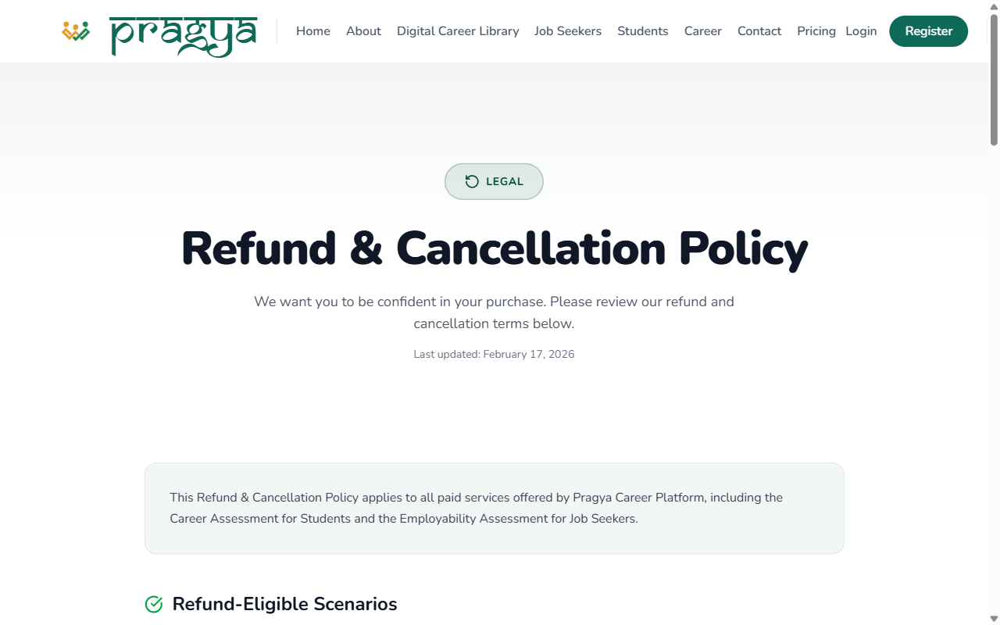 pragya
Home About Digital Career Library Job Seekers Students Career Contact Pricing Login Register
LEGAL
Refund & Cancellation Policy
We want you to be confident in your purchase. Please review our refund and
cancellation terms below.
Last updated: February 17, 2026
This Refund & Cancellation Policy applies to all paid services offered by Pragya Career Platform, including the
Career Assessment for Students and the Employability Assessment for Job Seekers.
Refund-Eligible Scenarios